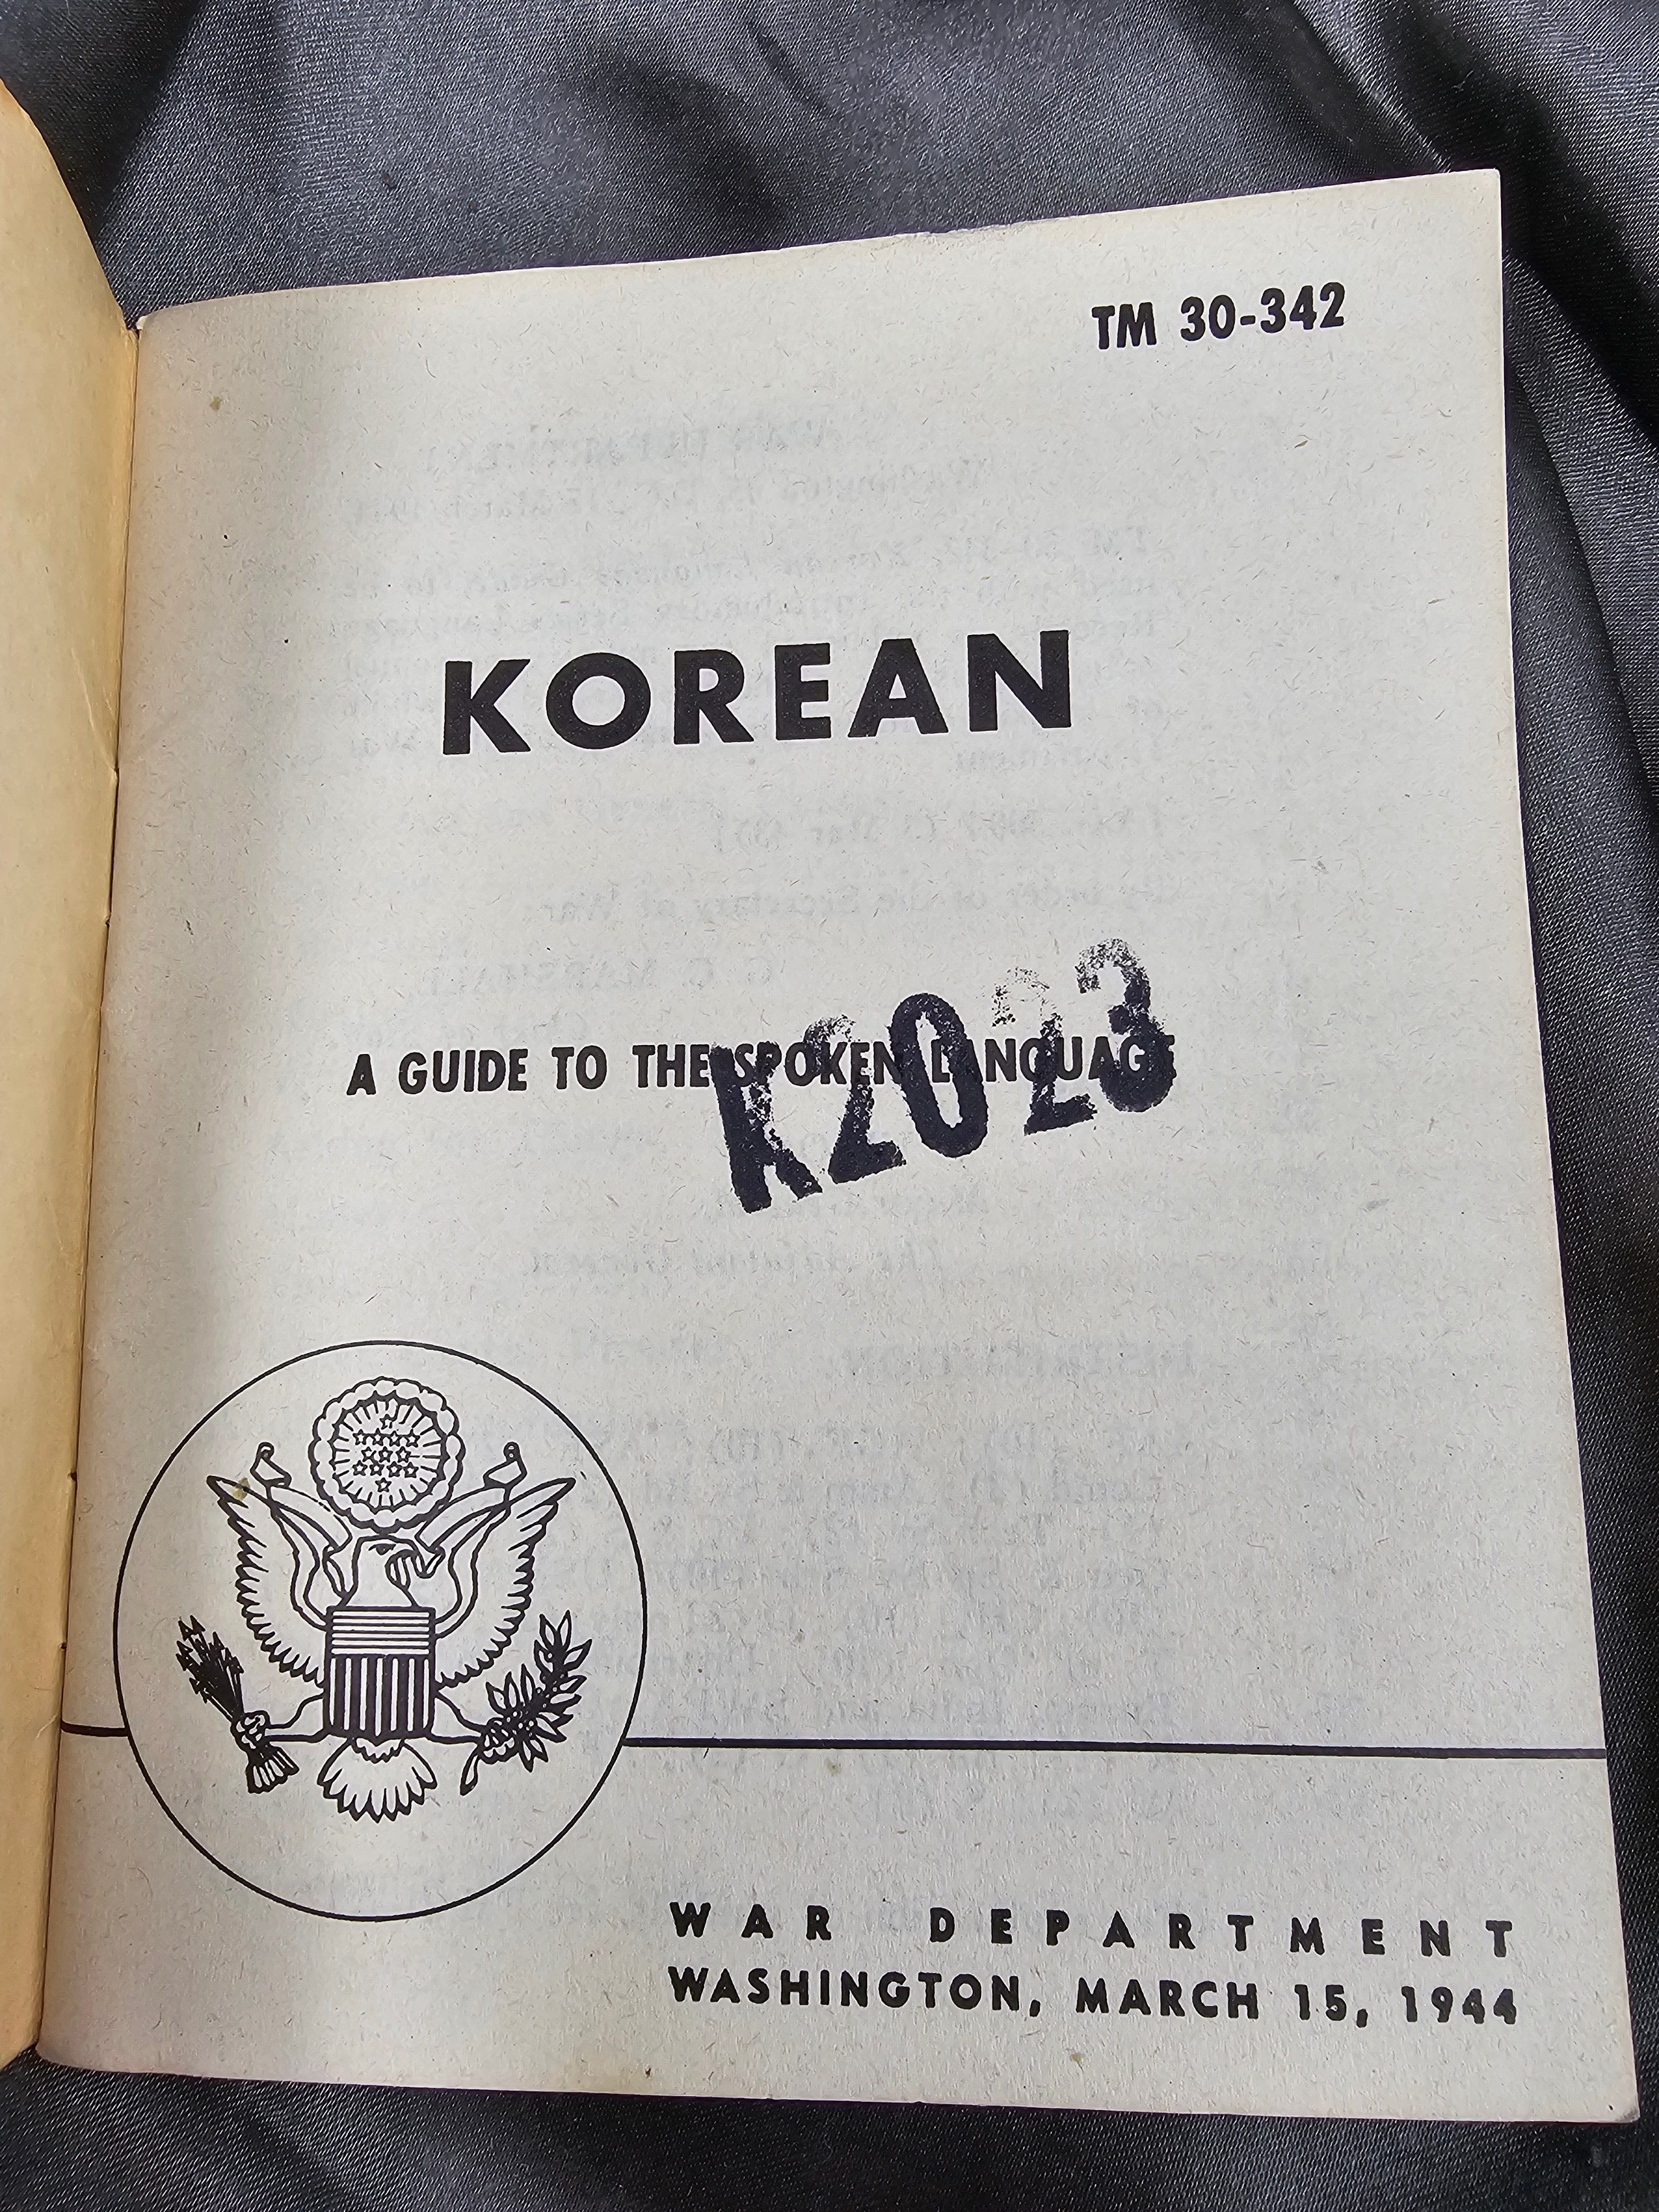 TM 30-342
KOREAN
A GUIDE TO THE SPOKEN LANGUAGE
K2023
WAR DEPARTMENT
WASHINGTON, MARCH 15, 1944